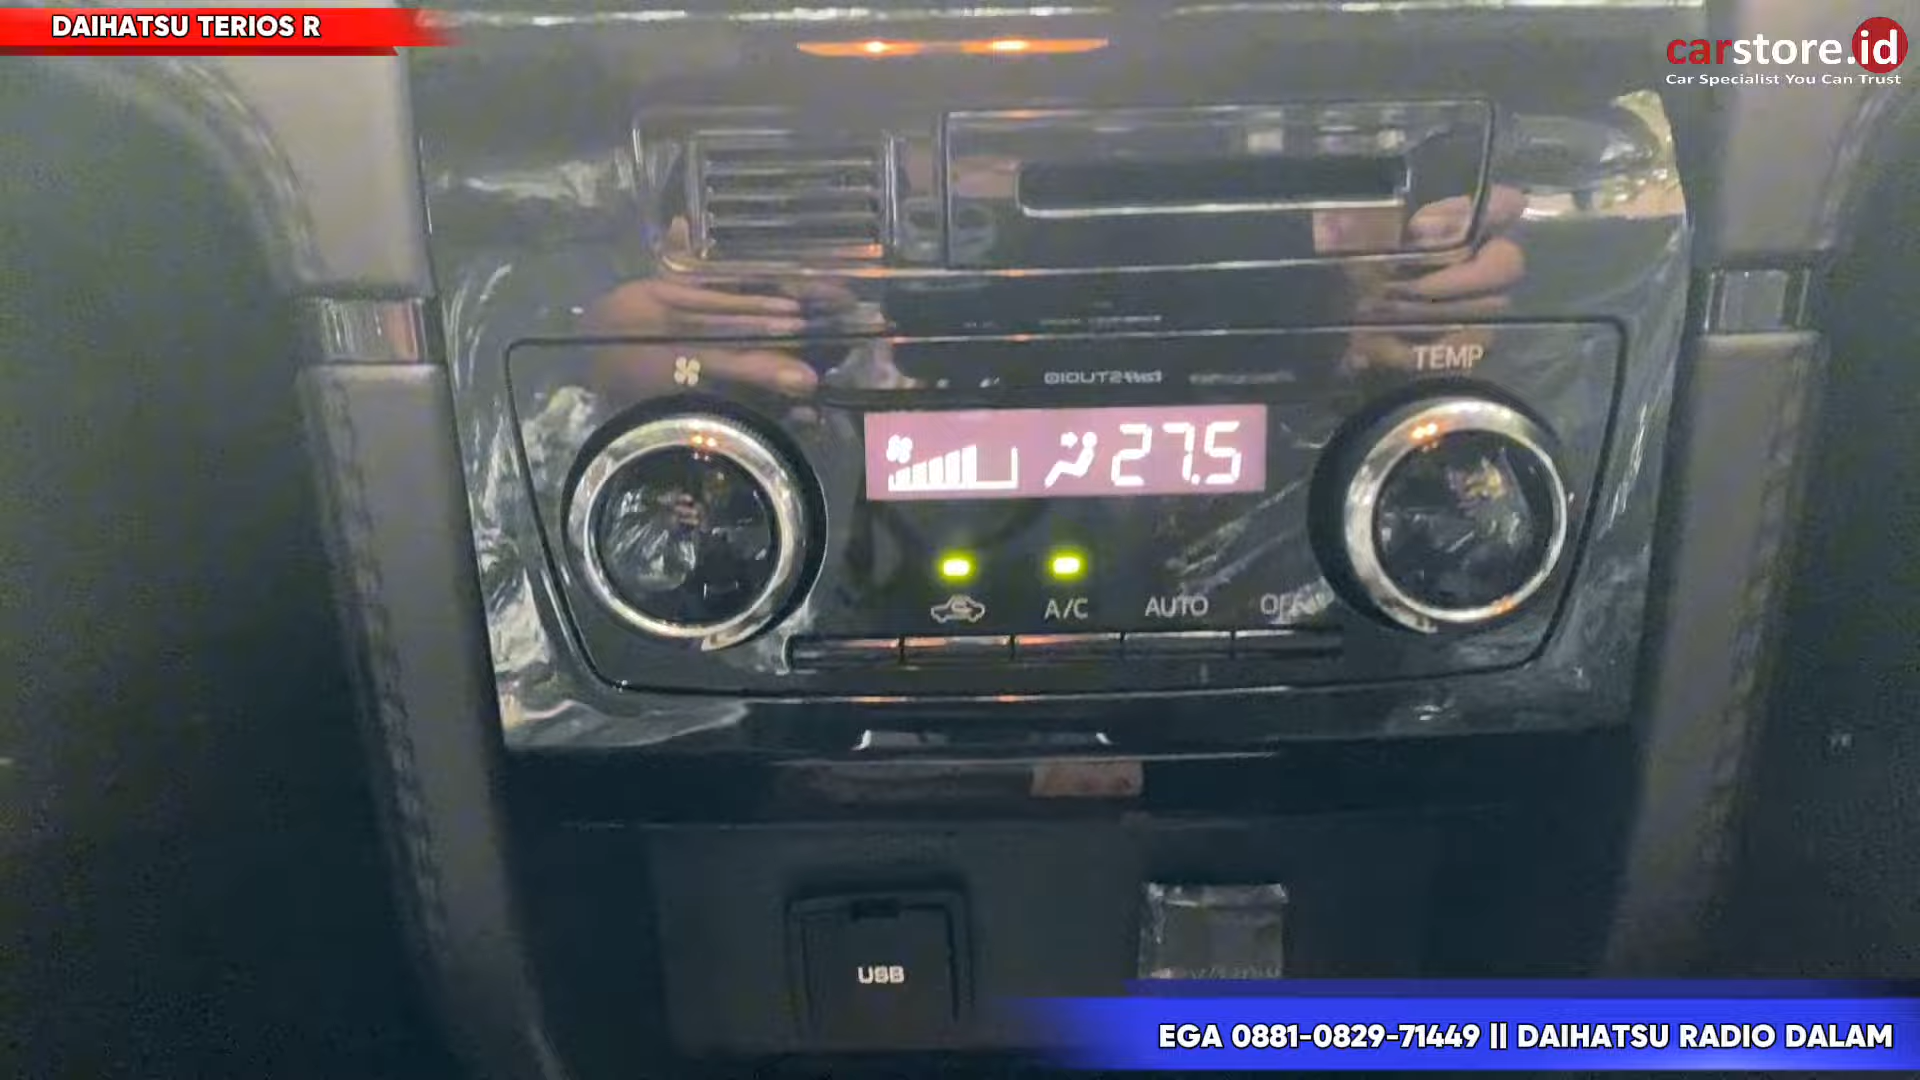 DAIHATSU TERIOS R
carstore.id
Car Specialist You Can Trust
TEMP
27.5
A/C AUTO OFF
USB
EGA 0881-0829-71449 || DAIHATSU RADIO DALAM